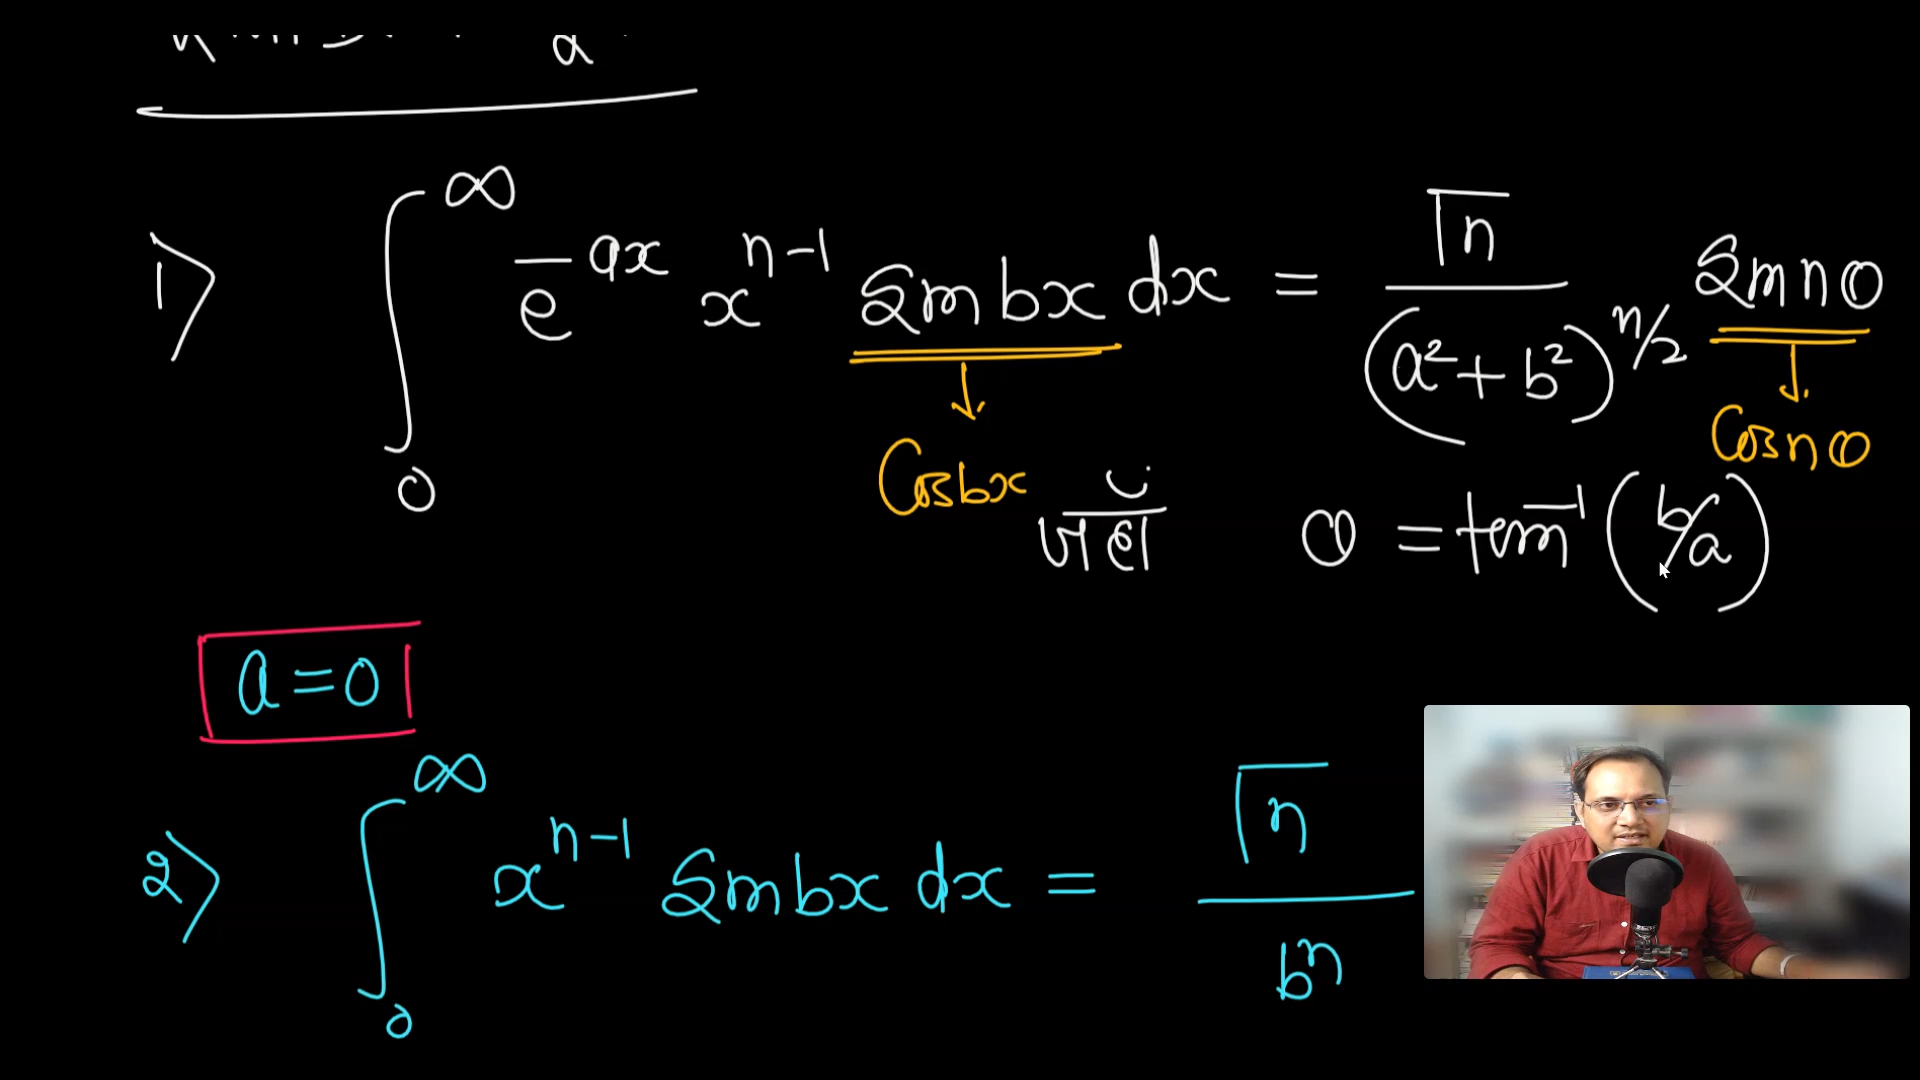 1) ∫₀^∞ e^{-ax} x^{n-1} Sin bx dx = Γn / (a² + b²)^{n/2} Sin nθ
Cos bx
Cos nθ
जहाँ θ = tan⁻¹(b/a)
a = 0
2) ∫₀^∞ x^{n-1} Sin bx dx = Γn / bⁿ